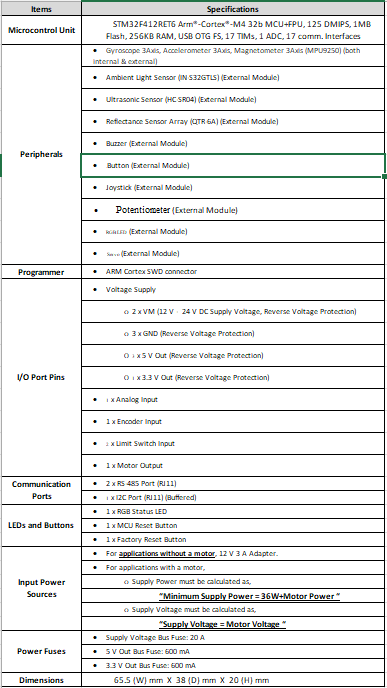 Items Specifications
Microcontrol Unit
STM32F412RET6 Arm®-Cortex®-M4 32b MCU+FPU, 125 DMIPS, 1MB
Flash, 256KB RAM, USB OTG FS, 17 TIMs, 1 ADC, 17 comm. Interfaces
Peripherals
• Gyroscope 3Axis, Accelerometer 3Axis, Magnetometer 3Axis (MPU9250) (both
internal & external)
• Ambient Light Sensor (IN-S32GTLS) (External Module)
• Ultrasonic Sensor (HC-SR04) (External Module)
• Reflectance Sensor Array (QTR-6A) (External Module)
• Buzzer (External Module)
• Button (External Module)
• Joystick (External Module)
• Potentiometer (External Module)
• RGB LED (External Module)
• Servo (External Module)
Programmer
• ARM Cortex SWD connector
I/O Port Pins
• Voltage Supply
o 2 x VM (12 V - 24 V DC Supply Voltage, Reverse Voltage Protection)
o 3 x GND (Reverse Voltage Protection)
o 1 x 5 V Out (Reverse Voltage Protection)
o 1 x 3.3 V Out (Reverse Voltage Protection)
• 1 x Analog Input
• 1 x Encoder Input
• 1 x Limit Switch Input
• 1 x Motor Output
Communication
Ports
• 2 x RS 485 Port (RJ11)
• 1 x I2C Port (RJ11) (Buffered)
LEDs and Buttons
• 1 x RGB Status LED
• 1 x MCU Reset Button
• 1 x Factory Reset Button
Input Power
Sources
• For applications without a motor, 12 V 3 A Adapter.
• For applications with a motor,
o Supply Power must be calculated as,
"Minimum Supply Power = 36W+Motor Power "
o Supply Voltage must be calculated as,
"Supply Voltage = Motor Voltage "
Power Fuses
• Supply Voltage Bus Fuse: 20 A
• 5 V Out Bus Fuse: 600 mA
• 3.3 V Out Bus Fuse: 600 mA
Dimensions
65.5 (W) mm X 38 (D) mm X 20 (H) mm